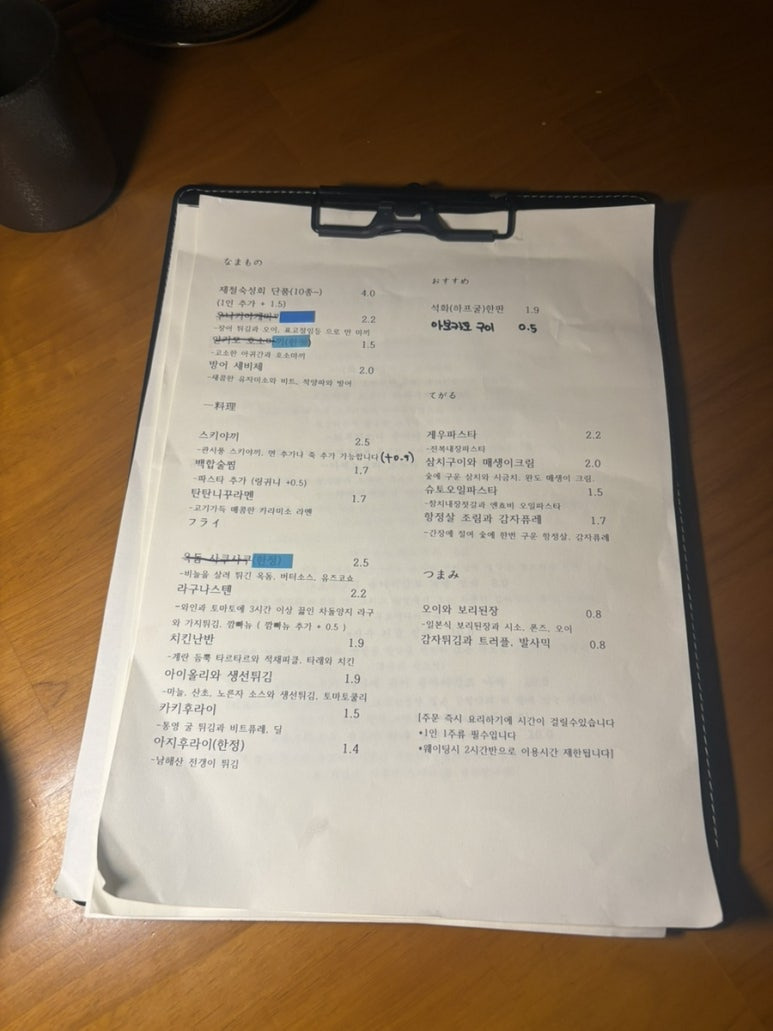 なまもの
제철숙성회 단품(10종~) 4.0
(1인 추가 + 1.5)
2.2
-장어 튀김과 오이, 표고절임등 으로 만 마끼
호소마끼(한정) 1.5
-고소한 아귀간과 호소마끼
방어 세비체 2.0
-새콤한 유자미소와 비트, 적양파와 방어
一料理
스키야끼 2.5
-관서풍 스키야끼. 면 추가나 죽 추가 가능합니다(+0.5)
백합술찜 1.7
-파스타 추가 (링귀니 +0.5)
탄탄니꾸라멘 1.7
-고기가득 매콤한 카라미소 라멘
フライ
옥돔 사쿠사쿠(한정) 2.5
-비늘을 살려 튀긴 옥돔, 버터소스, 유즈코쇼
라구나스텐 2.2
-와인과 토마토에 3시간 이상 끓인 차돌양지 라구
와 가지튀김, 깜빠뉴 ( 깜빠뉴 추가 + 0.5 )
치킨난반 1.9
-계란 듬뿍 타르타르와 적채피클, 타래와 치킨
아이올리와 생선튀김 1.9
-마늘, 산초, 노른자 소스와 생선튀김, 토마토쿨리
카키후라이 1.5
-통영 굴 튀김과 비트퓨레, 딜
아지후라이(한정) 1.4
-남해산 전갱이 튀김
おすすめ
석화(하프굴)한판 1.9
아보카도 구이 0.5
てがる
게우파스타 2.2
-전복내장파스타
삼치구이와 매생이크림 2.0
숯에 구운 삼치와 시금치. 완도 매생이 크림.
슈토오일파스타 1.5
-참치내장젓갈과 엔쵸비 오일파스타
항정살 조림과 감자퓨레 1.7
-간장에 절여 숯에 한번 구운 항정살, 감자퓨레
つまみ
오이와 보리된장 0.8
-일본식 보리된장과 시소, 폰즈, 오이
감자튀김과 트러플, 발사믹 0.8
[주문 즉시 요리하기에 시간이 걸릴수있습니다
*1인 1주류 필수입니다
*웨이팅시 2시간반으로 이용시간 제한됩니다]